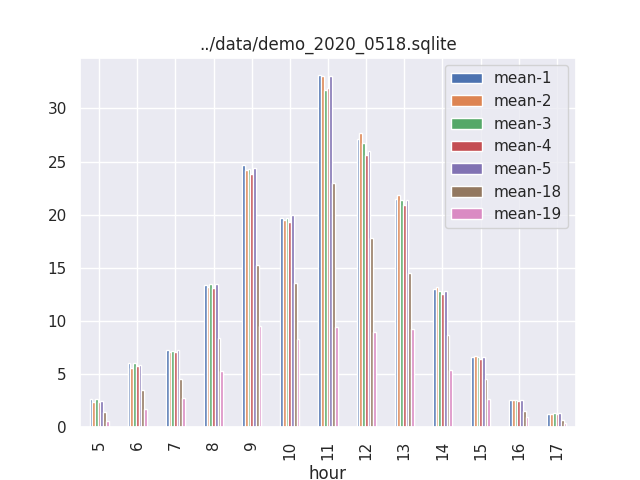 ../data/demo_2020_0518.sqlite
mean-1
mean-2
mean-3
mean-4
mean-5
mean-18
mean-19
30
25
20
15
10
5
0
5 6 7 8 9 10 11 12 13 14 15 16 17
hour